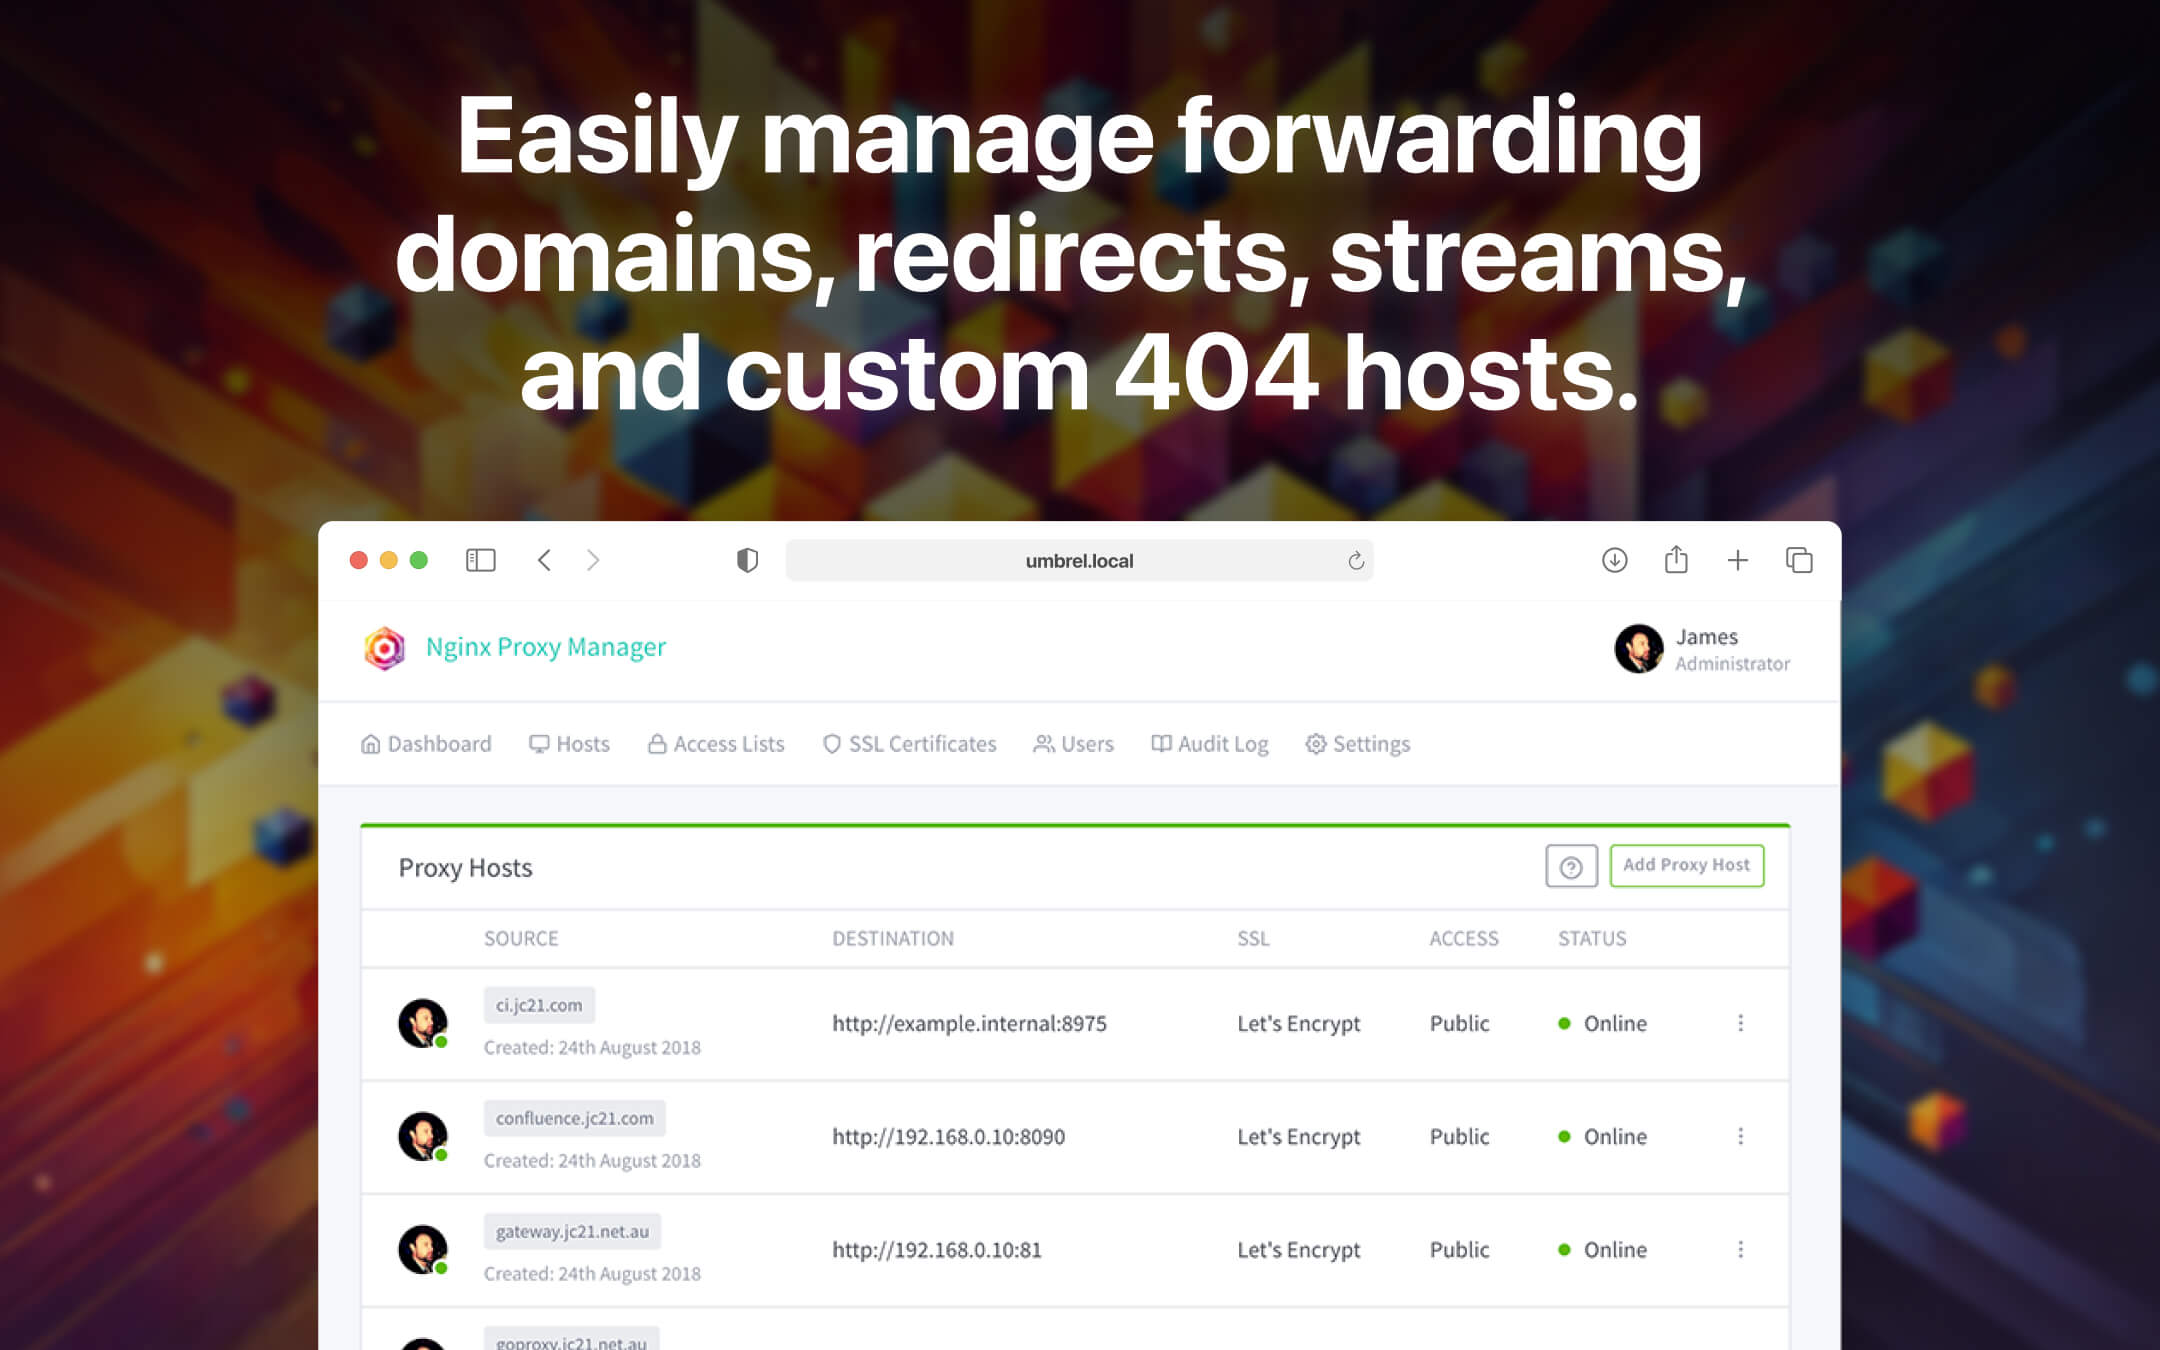 Easily manage forwarding
domains, redirects, streams,
and custom 404 hosts.
umbrel.local
Nginx Proxy Manager
James
Administrator
Dashboard Hosts Access Lists SSL Certificates Users Audit Log Settings
Proxy Hosts
Add Proxy Host
SOURCE DESTINATION SSL ACCESS STATUS
ci.jc21.com
http://example.internal:8975 Let's Encrypt Public Online
Created: 24th August 2018
confluence.jc21.com
http://192.168.0.10:8090 Let's Encrypt Public Online
Created: 24th August 2018
gateway.jc21.net.au
http://192.168.0.10:81 Let's Encrypt Public Online
Created: 24th August 2018
goproxy.jc21.net.au